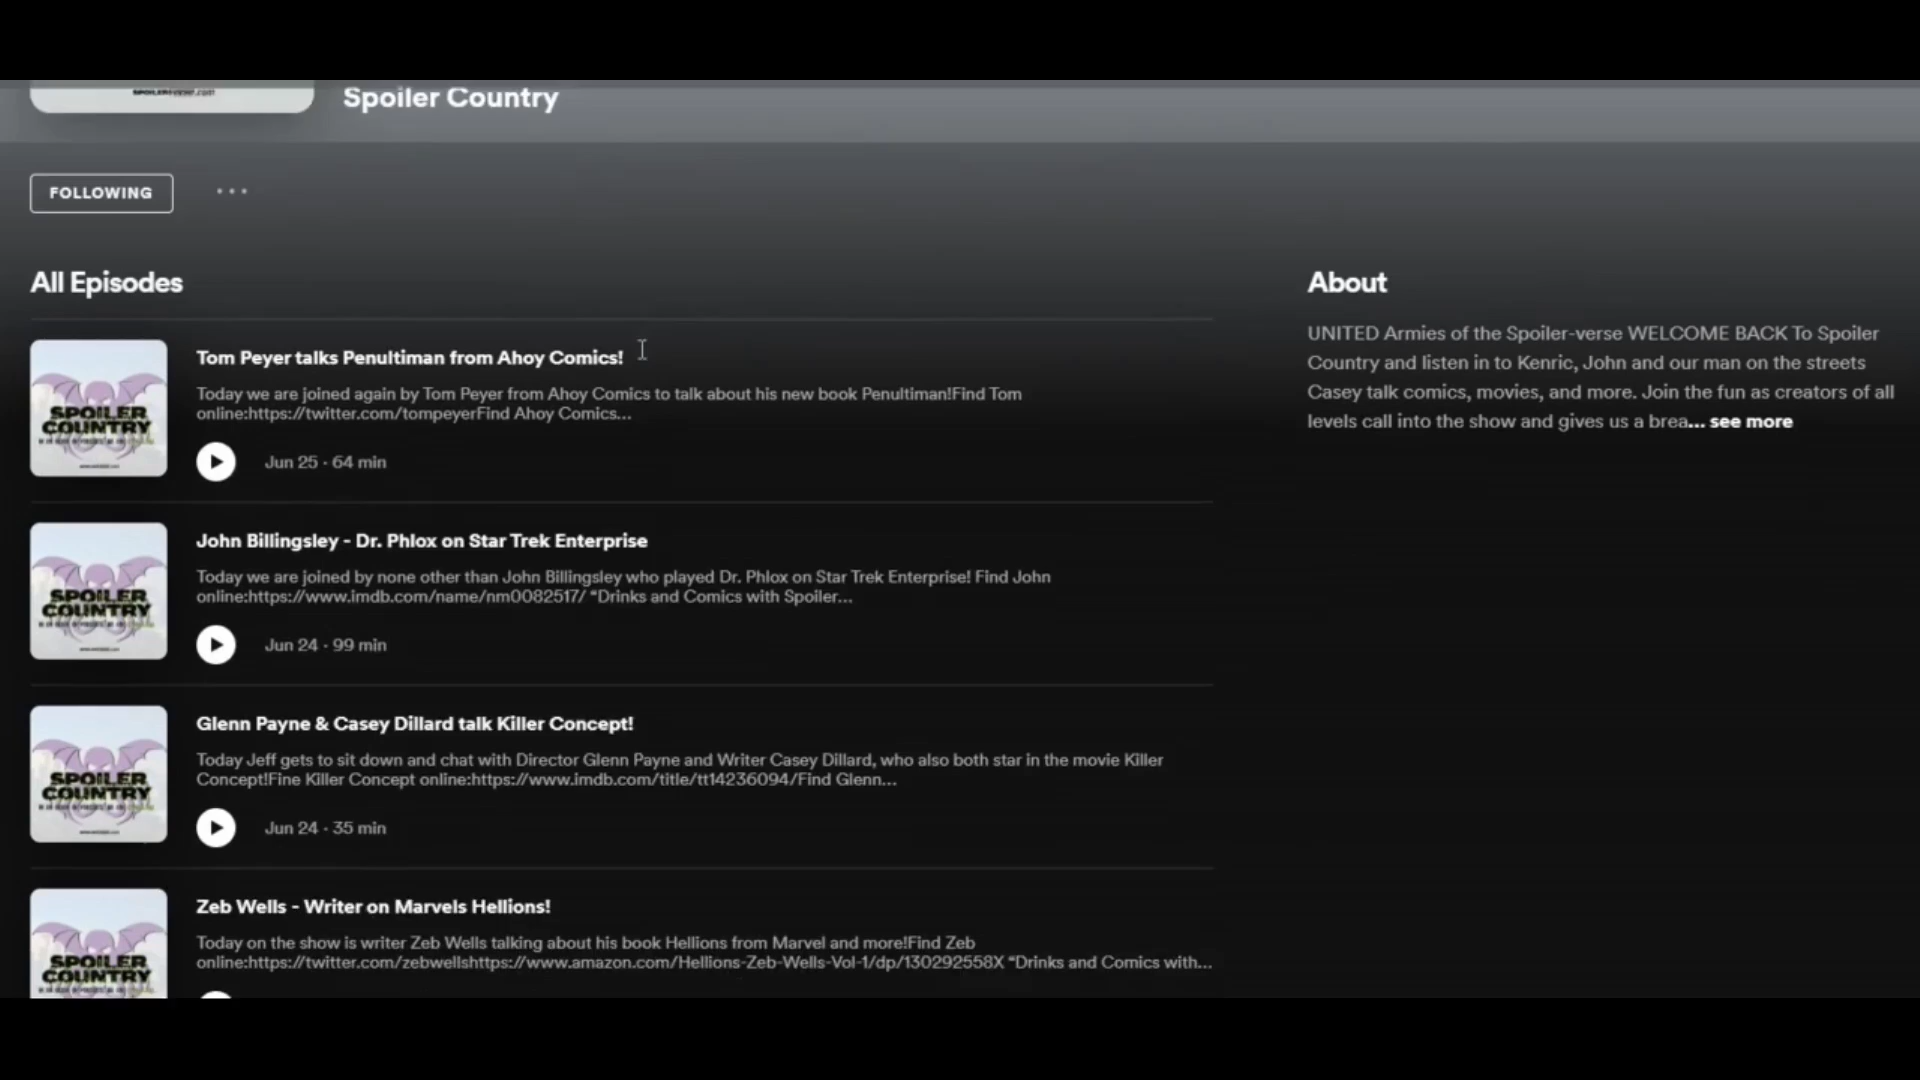 Spoiler Country
FOLLOWING
All Episodes
About
UNITED Armies of the Spoiler-verse WELCOME BACK To Spoiler
Country and listen in to Kenric, John and our man on the streets
Casey talk comics, movies, and more. Join the fun as creators of all
levels call into the show and gives us a brea... see more
SPOILER
COUNTRY
Tom Peyer talks Penultiman from Ahoy Comics!
Today we are joined again by Tom Peyer from Ahoy Comics to talk about his new book Penultiman!Find Tom
online:https://twitter.com/tompeyerFind Ahoy Comics...
Jun 25 · 64 min
SPOILER
COUNTRY
John Billingsley - Dr. Phlox on Star Trek Enterprise
Today we are joined by none other than John Billingsley who played Dr. Phlox on Star Trek Enterprise! Find John
online:https://www.imdb.com/name/nm0082517/ “Drinks and Comics with Spoiler...
Jun 24 · 99 min
SPOILER
COUNTRY
Glenn Payne & Casey Dillard talk Killer Concept!
Today Jeff gets to sit down and chat with Director Glenn Payne and Writer Casey Dillard, who also both star in the movie Killer
Concept!Fine Killer Concept online:https://www.imdb.com/title/tt14236094/Find Glenn...
Jun 24 · 35 min
SPOILER
COUNTRY
Zeb Wells - Writer on Marvels Hellions!
Today on the show is writer Zeb Wells talking about his book Hellions from Marvel and more!Find Zeb
online:https://twitter.com/zebwellshttps://www.amazon.com/Hellions-Zeb-Wells-Vol-1/dp/130292558X “Drinks and Comics with...